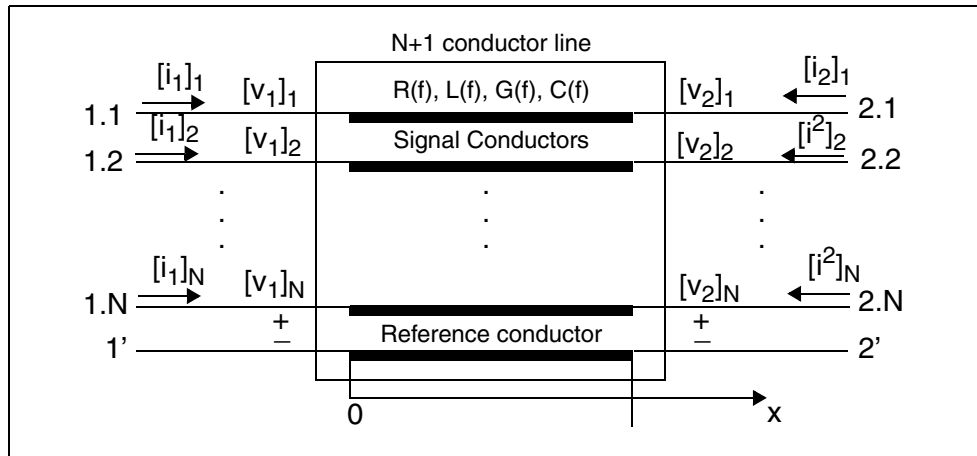 N+1 conductor line
[i₁]₁ [v₁]₁ R(f), L(f), G(f), C(f) [v₂]₁ [i₂]₁
1.1 2.1
[i₁]₂ [v₁]₂ Signal Conductors [v₂]₂ [i²]₂
1.2 2.2
. . .
. . .
. . .
[i₁]N [v₁]N [v₂]N [i²]N
1.N 2.N
+ +
1' − Reference conductor − 2'
0 x